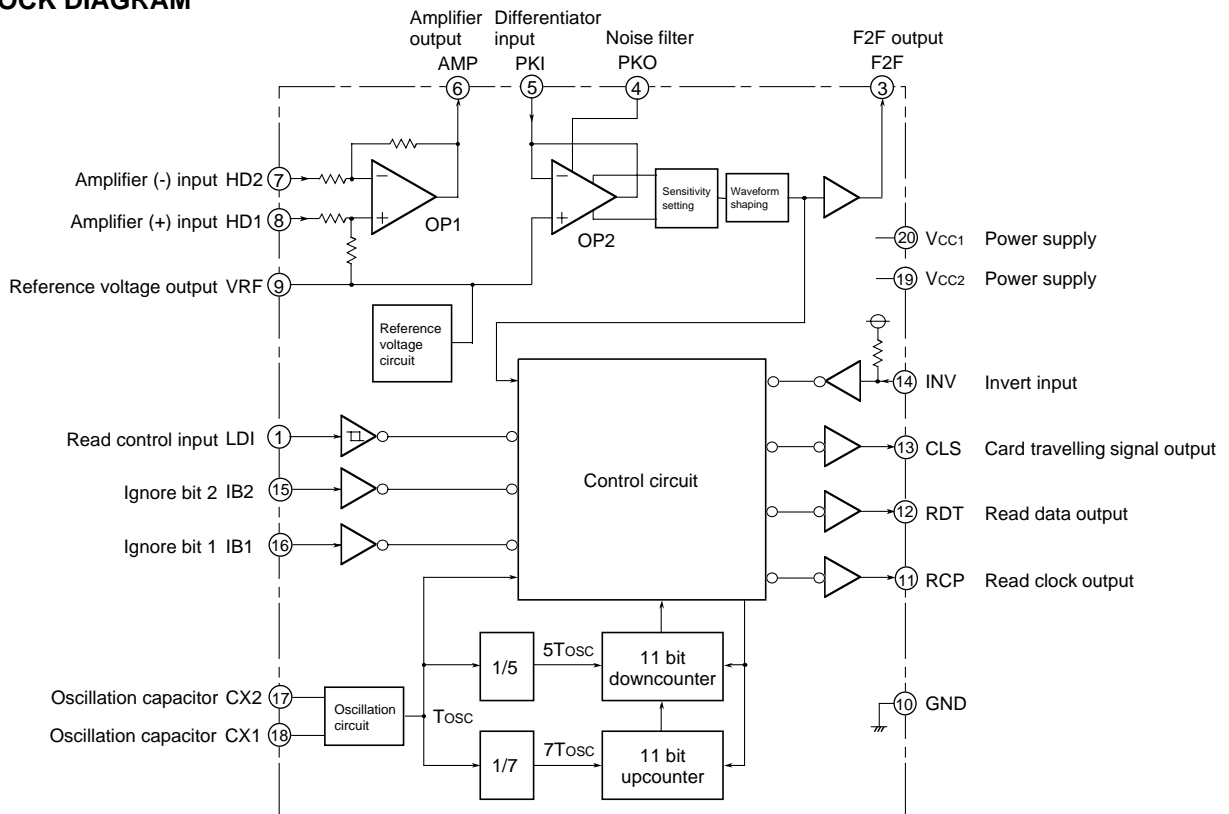 OCK DIAGRAM
Amplifier output
AMP
6
Differentiator input
PKI
5
Noise filter
PKO
4
F2F output
F2F
3
Amplifier (-) input HD2 7
Amplifier (+) input HD1 8
Reference voltage output VRF 9
−
+
OP1
−
+
OP2
Sensitivity
setting
Waveform
shaping
20 VCC1 Power supply
19 VCC2 Power supply
Reference
voltage
circuit
14 INV Invert input
Read control input LDI 1
Ignore bit 2 IB2 15
Ignore bit 1 IB1 16
Control circuit
13 CLS Card travelling signal output
12 RDT Read data output
11 RCP Read clock output
1/5
5TOSC
11 bit
downcounter
Oscillation capacitor CX2 17
Oscillation capacitor CX1 18
Oscillation
circuit
TOSC
1/7
7TOSC
11 bit
upcounter
10 GND